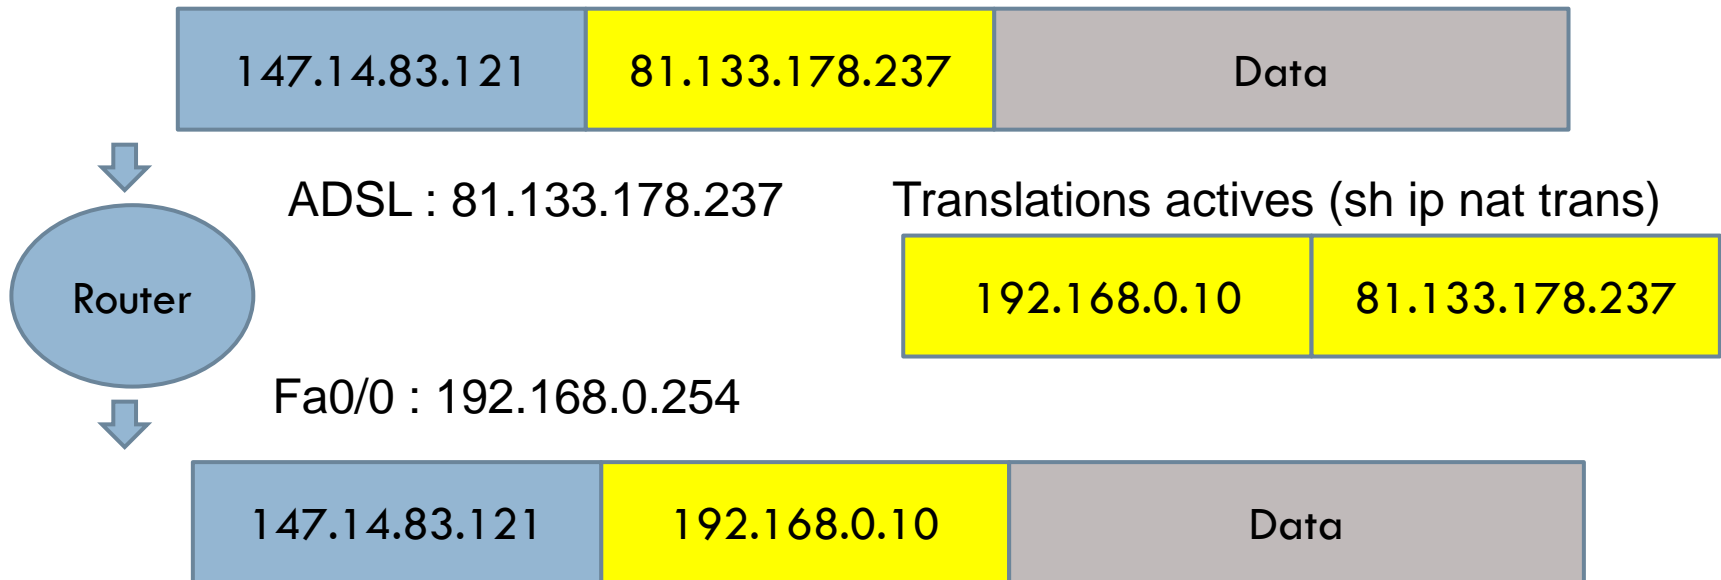 147.14.83.121 81.133.178.237 Data
ADSL : 81.133.178.237 Translations actives (sh ip nat trans)
Router 192.168.0.10 81.133.178.237
Fa0/0 : 192.168.0.254
147.14.83.121 192.168.0.10 Data